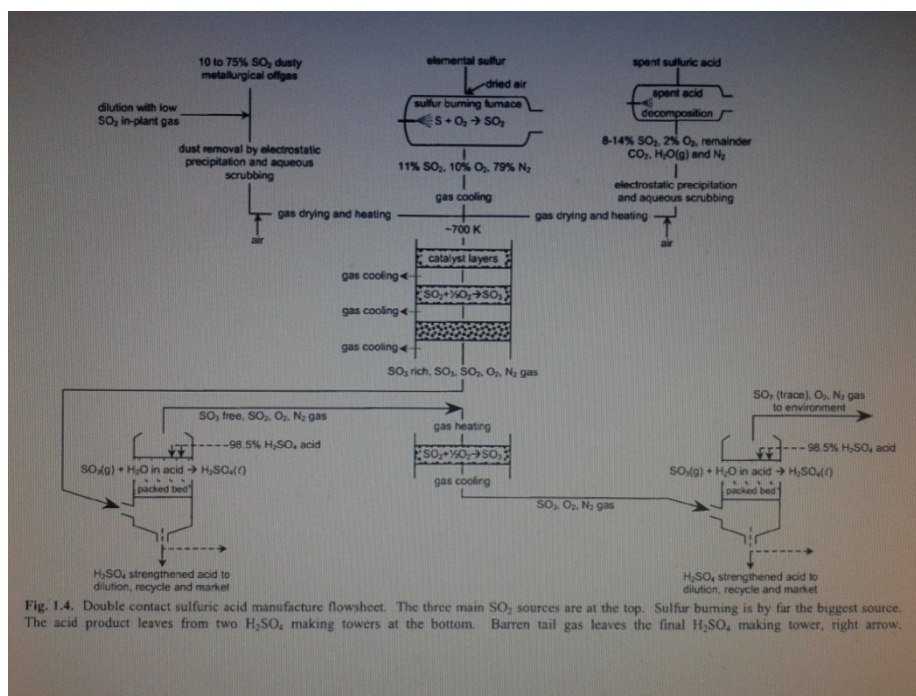 10 to 75% SO₂ dusty
metallurgical offgas
dilution with low
SO₂ in-plant gas
dust removal by electrostatic
precipitation and aqueous
scrubbing
air
gas drying and heating
elemental sulfur
dried air
sulfur burning furnace
S + O₂ → SO₂
11% SO₂, 10% O₂, 79% N₂
gas cooling
spent sulfuric acid
spent acid
decomposition
8-14% SO₂, 2% O₂, remainder
CO₂, H₂O(g) and N₂
electrostatic precipitation
and aqueous scrubbing
gas drying and heating
air
~700 K
catalyst layers
gas cooling
SO₂+½O₂→SO₃
gas cooling
gas cooling
SO₃ rich, SO₃, SO₂, O₂, N₂ gas
SO₃ free, SO₂, O₂, N₂ gas
98.5% H₂SO₄ acid
SO₃(g) + H₂O in acid → H₂SO₄(ℓ)
packed bed
H₂SO₄ strengthened acid to
dilution, recycle and market
gas heating
SO₂+½O₂→SO₃
gas cooling
SO₃, O₂, N₂ gas
SO₂ (trace), O₂, N₂ gas
to environment
98.5% H₂SO₄ acid
SO₃(g) + H₂O in acid → H₂SO₄(ℓ)
packed bed
H₂SO₄ strengthened acid to
dilution, recycle and market
Fig. 1.4. Double contact sulfuric acid manufacture flowsheet. The three main SO₂ sources are at the top. Sulfur burning is by far the biggest source.
The acid product leaves from two H₂SO₄ making towers at the bottom. Barren tail gas leaves the final H₂SO₄ making tower, right arrow.